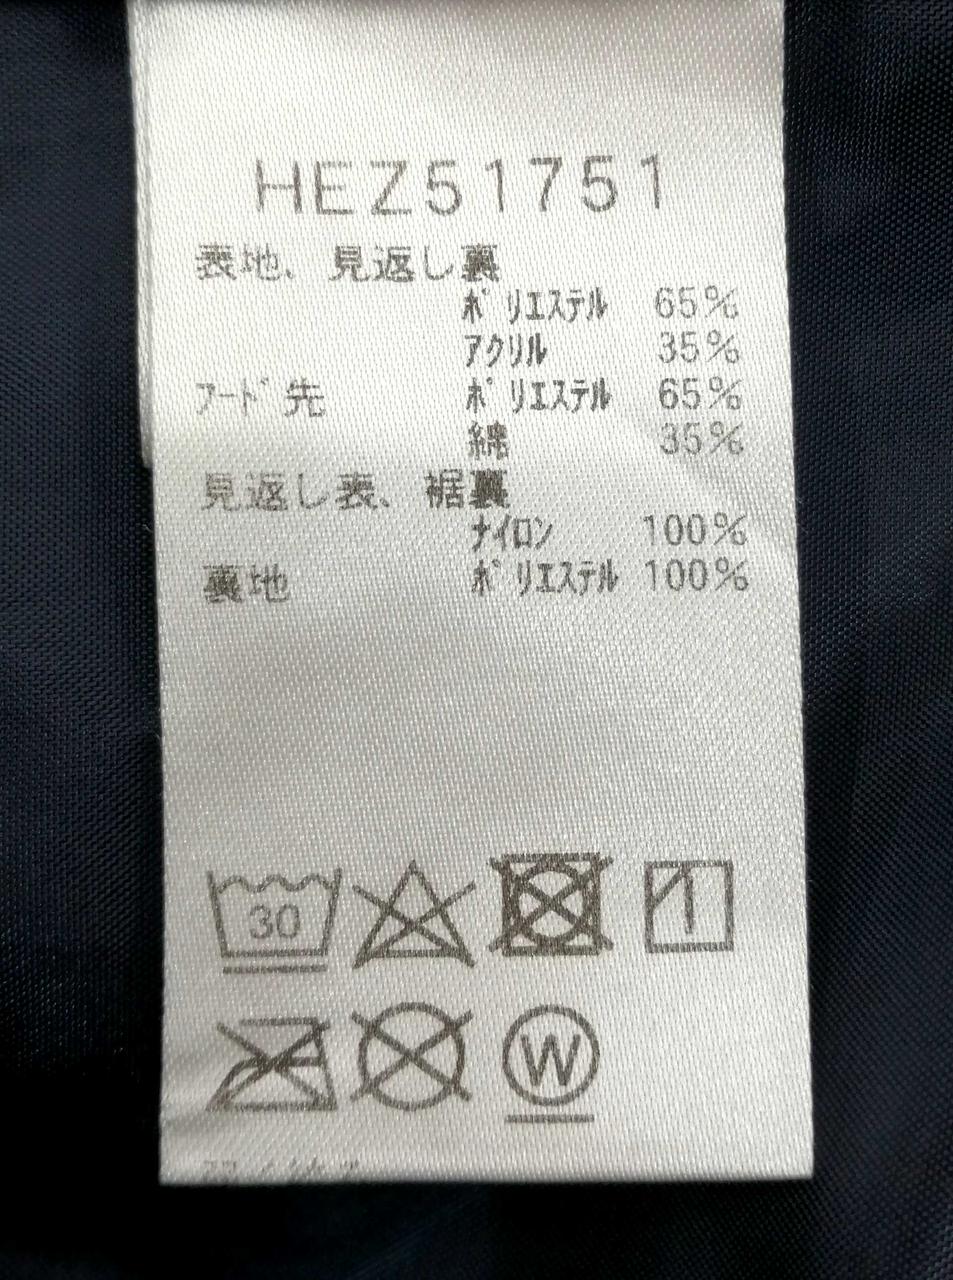 HEZ51751
表地、見返し裏
ﾎﾟﾘｴｽﾃﾙ 65%
ｱｸﾘﾙ 35%
ﾌｰﾄﾞ先 ﾎﾟﾘｴｽﾃﾙ 65%
綿 35%
見返し表、裾裏
ﾅｲﾛﾝ 100%
裏地 ﾎﾟﾘｴｽﾃﾙ 100%
30
W